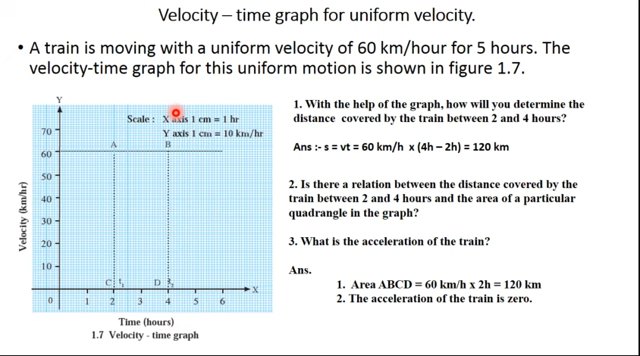 Velocity – time graph for uniform velocity.
• A train is moving with a uniform velocity of 60 km/hour for 5 hours. The
velocity-time graph for this uniform motion is shown in figure 1.7.
Y
Scale : X axis 1 cm = 1 hr
Y axis 1 cm = 10 km/hr
70
60
50
40
30
20
10
A
B
C
t1
D
t2
X
0 1 2 3 4 5 6
Velocity (km/hr)
Time (hours)
1.7 Velocity - time graph
1. With the help of the graph, how will you determine the
distance covered by the train between 2 and 4 hours?
Ans :- s = vt = 60 km/h x (4h – 2h) = 120 km
2. Is there a relation between the distance covered by the
train between 2 and 4 hours and the area of a particular
quadrangle in the graph?
3. What is the acceleration of the train?
Ans.
1. Area ABCD = 60 km/h x 2h = 120 km
2. The acceleration of the train is zero.